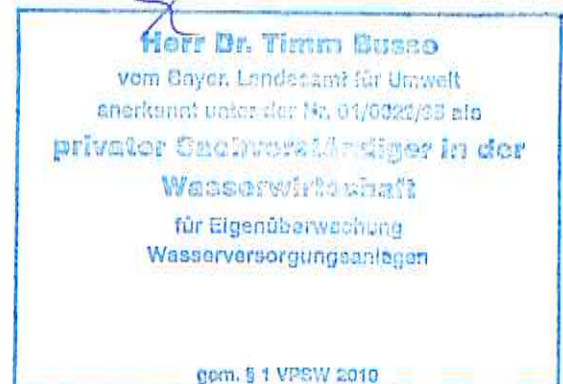 Herr Dr. Timm Busso
vom Bayer. Landesamt für Umwelt
anerkannt unter der Nr. als
privater Sachverständiger in der
Wasserwirtschaft
für Eigenüberwachung
Wasserversorgungsanlagen
gem. § 1 VPSW 2010